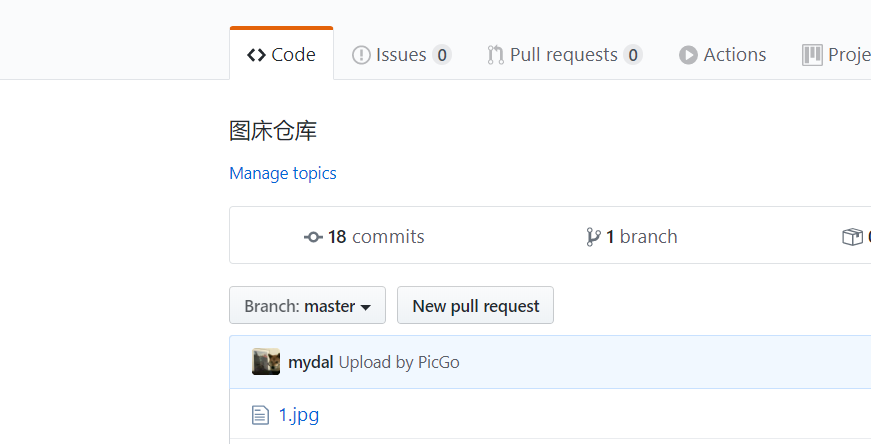 Code Issues 0 Pull requests 0 Actions
图床仓库
Manage topics
18 commits 1 branch
Branch: master New pull request
mydal Upload by PicGo
1.jpg